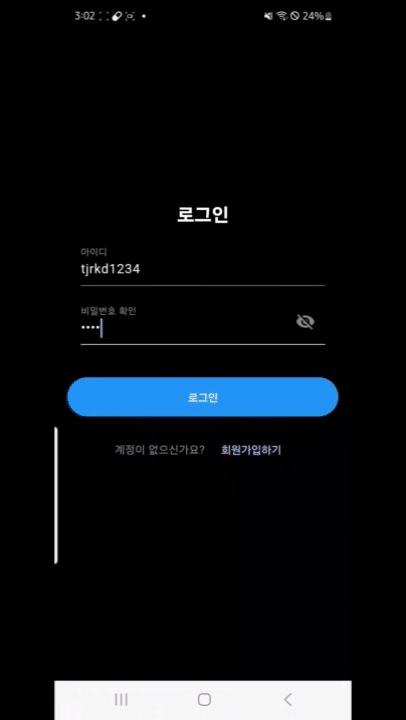 3:02
24%
로그인
아이디
tjrkd1234
비밀번호 확인
••••
로그인
계정이 없으신가요? 회원가입하기